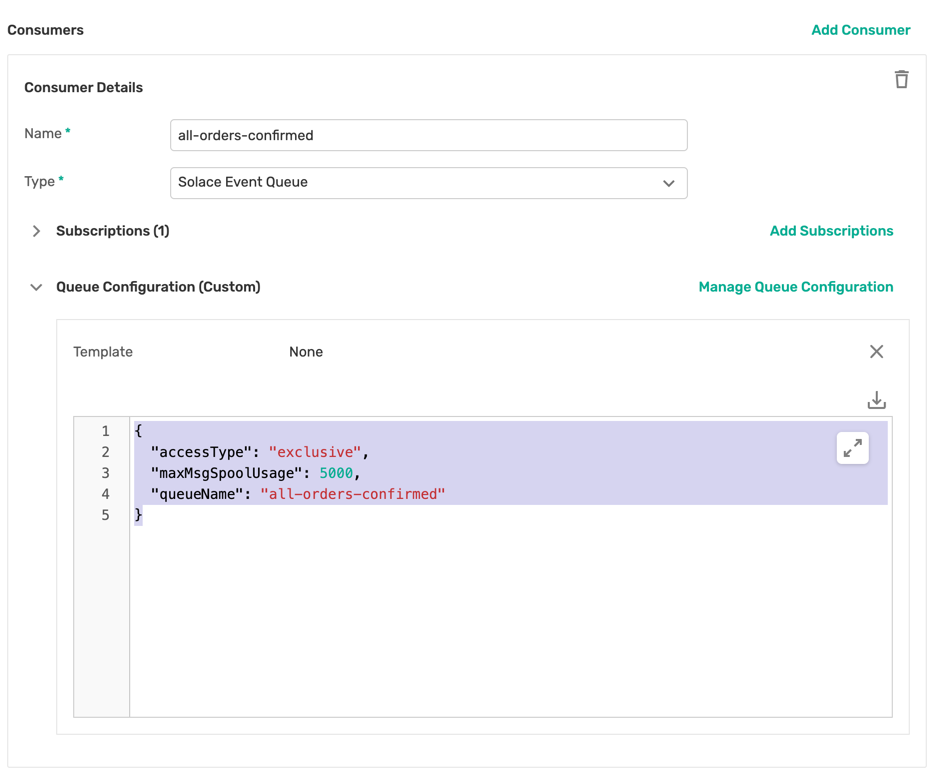 Consumers
Add Consumer
Consumer Details
Name *
all-orders-confirmed
Type *
Solace Event Queue
Subscriptions (1)
Add Subscriptions
Queue Configuration (Custom)
Manage Queue Configuration
Template
None
1 {
2 "accessType": "exclusive",
3 "maxMsgSpoolUsage": 5000,
4 "queueName": "all-orders-confirmed"
5 }